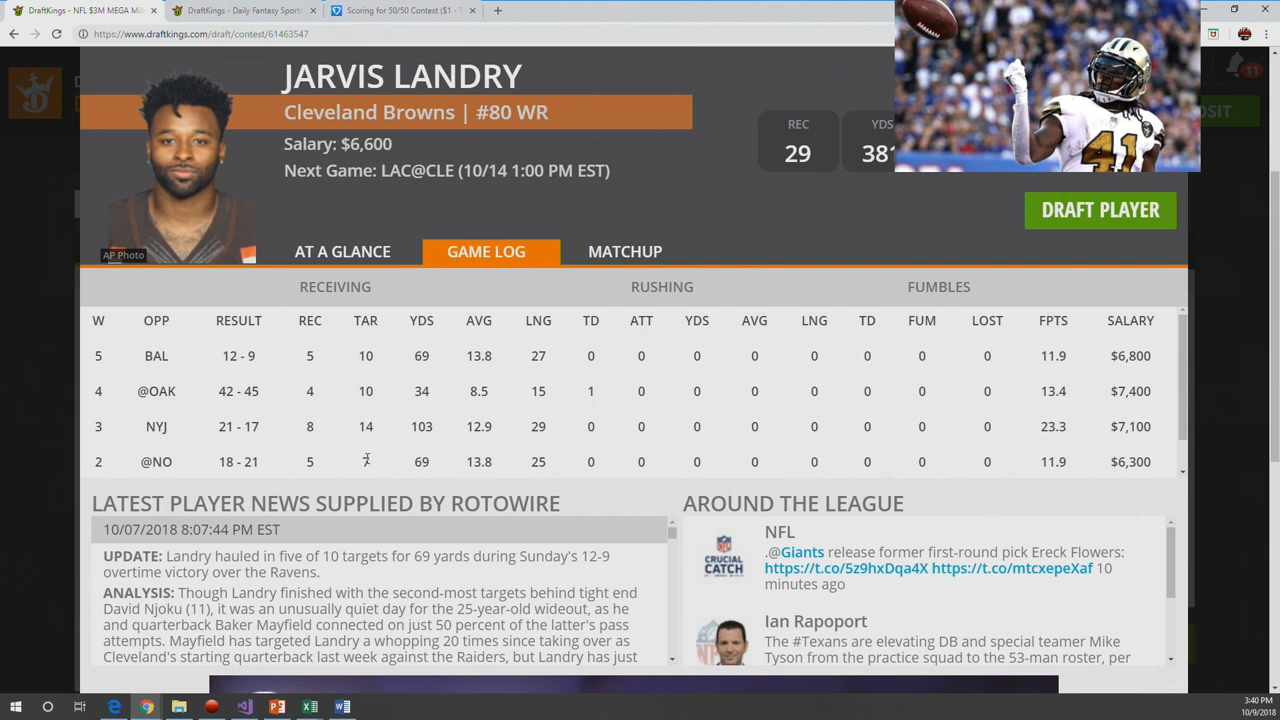 DraftKings - NFL $3M MEGA Mil
DraftKings - Daily Fantasy Sports
Scoring for 50/50 Contest ($1 - T
https://www.draftkings.com/draft/contest/61463547
11
JARVIS LANDRY
Cleveland Browns | #80 WR
Salary: $6,600
Next Game: LAC@CLE (10/14 1:00 PM EST)
REC
29
YDS
381
41
DRAFT PLAYER
AP Photo
AT A GLANCE GAME LOG MATCHUP
RECEIVING RUSHING FUMBLES
W OPP RESULT REC TAR YDS AVG LNG TD ATT YDS AVG LNG TD FUM LOST FPTS SALARY
5 BAL 12 - 9 5 10 69 13.8 27 0 0 0 0 0 0 0 0 11.9 $6,800
4 @OAK 42 - 45 4 10 34 8.5 15 1 0 0 0 0 0 0 0 13.4 $7,400
3 NYJ 21 - 17 8 14 103 12.9 29 0 0 0 0 0 0 0 0 23.3 $7,100
2 @NO 18 - 21 5 7 69 13.8 25 0 0 0 0 0 0 0 0 11.9 $6,300
LATEST PLAYER NEWS SUPPLIED BY ROTOWIRE
10/07/2018 8:07:44 PM EST
UPDATE: Landry hauled in five of 10 targets for 69 yards during Sunday's 12-9
overtime victory over the Ravens.
ANALYSIS: Though Landry finished with the second-most targets behind tight end
David Njoku (11), it was an unusually quiet day for the 25-year-old wideout, as he
and quarterback Baker Mayfield connected on just 50 percent of the latter's pass
attempts. Mayfield has targeted Landry a whopping 20 times since taking over as
Cleveland's starting quarterback last week against the Raiders, but Landry has just
AROUND THE LEAGUE
CRUCIAL
CATCH
NFL
.@Giants release former first-round pick Ereck Flowers:
https://t.co/5z9hxDqa4X https://t.co/mtcxepeXaf 10
minutes ago
Ian Rapoport
The #Texans are elevating DB and special teamer Mike
Tyson from the practice squad to the 53-man roster, per
3:40 PM
10/9/2018